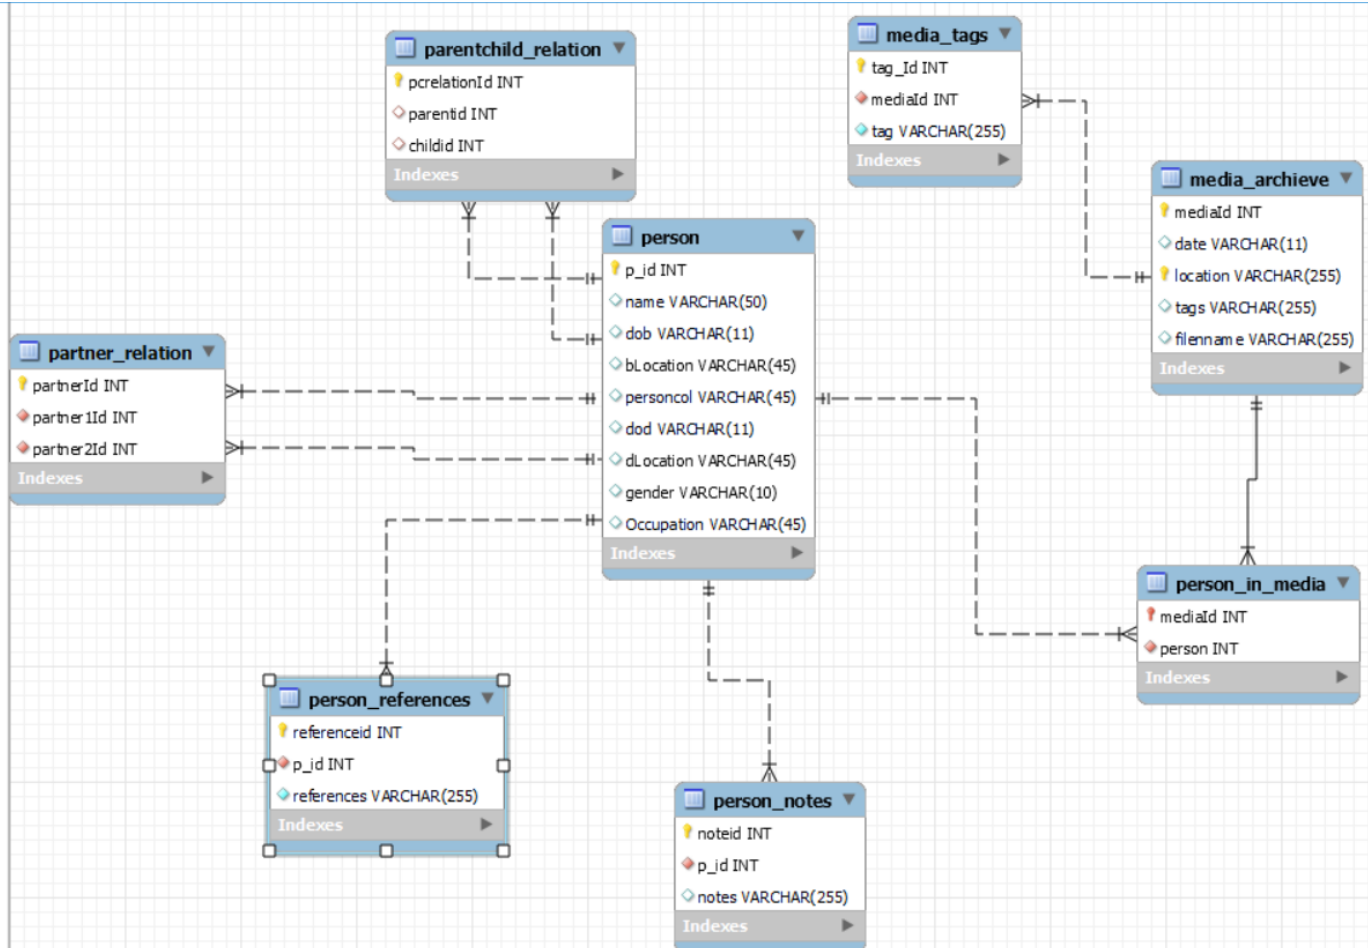 parentchild_relation
pcrelationId INT
parentid INT
childid INT
Indexes
media_tags
tag_Id INT
mediaId INT
tag VARCHAR(255)
Indexes
media_archieve
mediaId INT
date VARCHAR(11)
location VARCHAR(255)
tags VARCHAR(255)
filenname VARCHAR(255)
Indexes
person
p_id INT
name VARCHAR(50)
dob VARCHAR(11)
bLocation VARCHAR(45)
personcol VARCHAR(45)
dod VARCHAR(11)
dLocation VARCHAR(45)
gender VARCHAR(10)
Occupation VARCHAR(45)
Indexes
partner_relation
partnerId INT
partner1Id INT
partner2Id INT
Indexes
person_in_media
mediaId INT
person INT
Indexes
person_references
referenceid INT
p_id INT
references VARCHAR(255)
Indexes
person_notes
noteid INT
p_id INT
notes VARCHAR(255)
Indexes